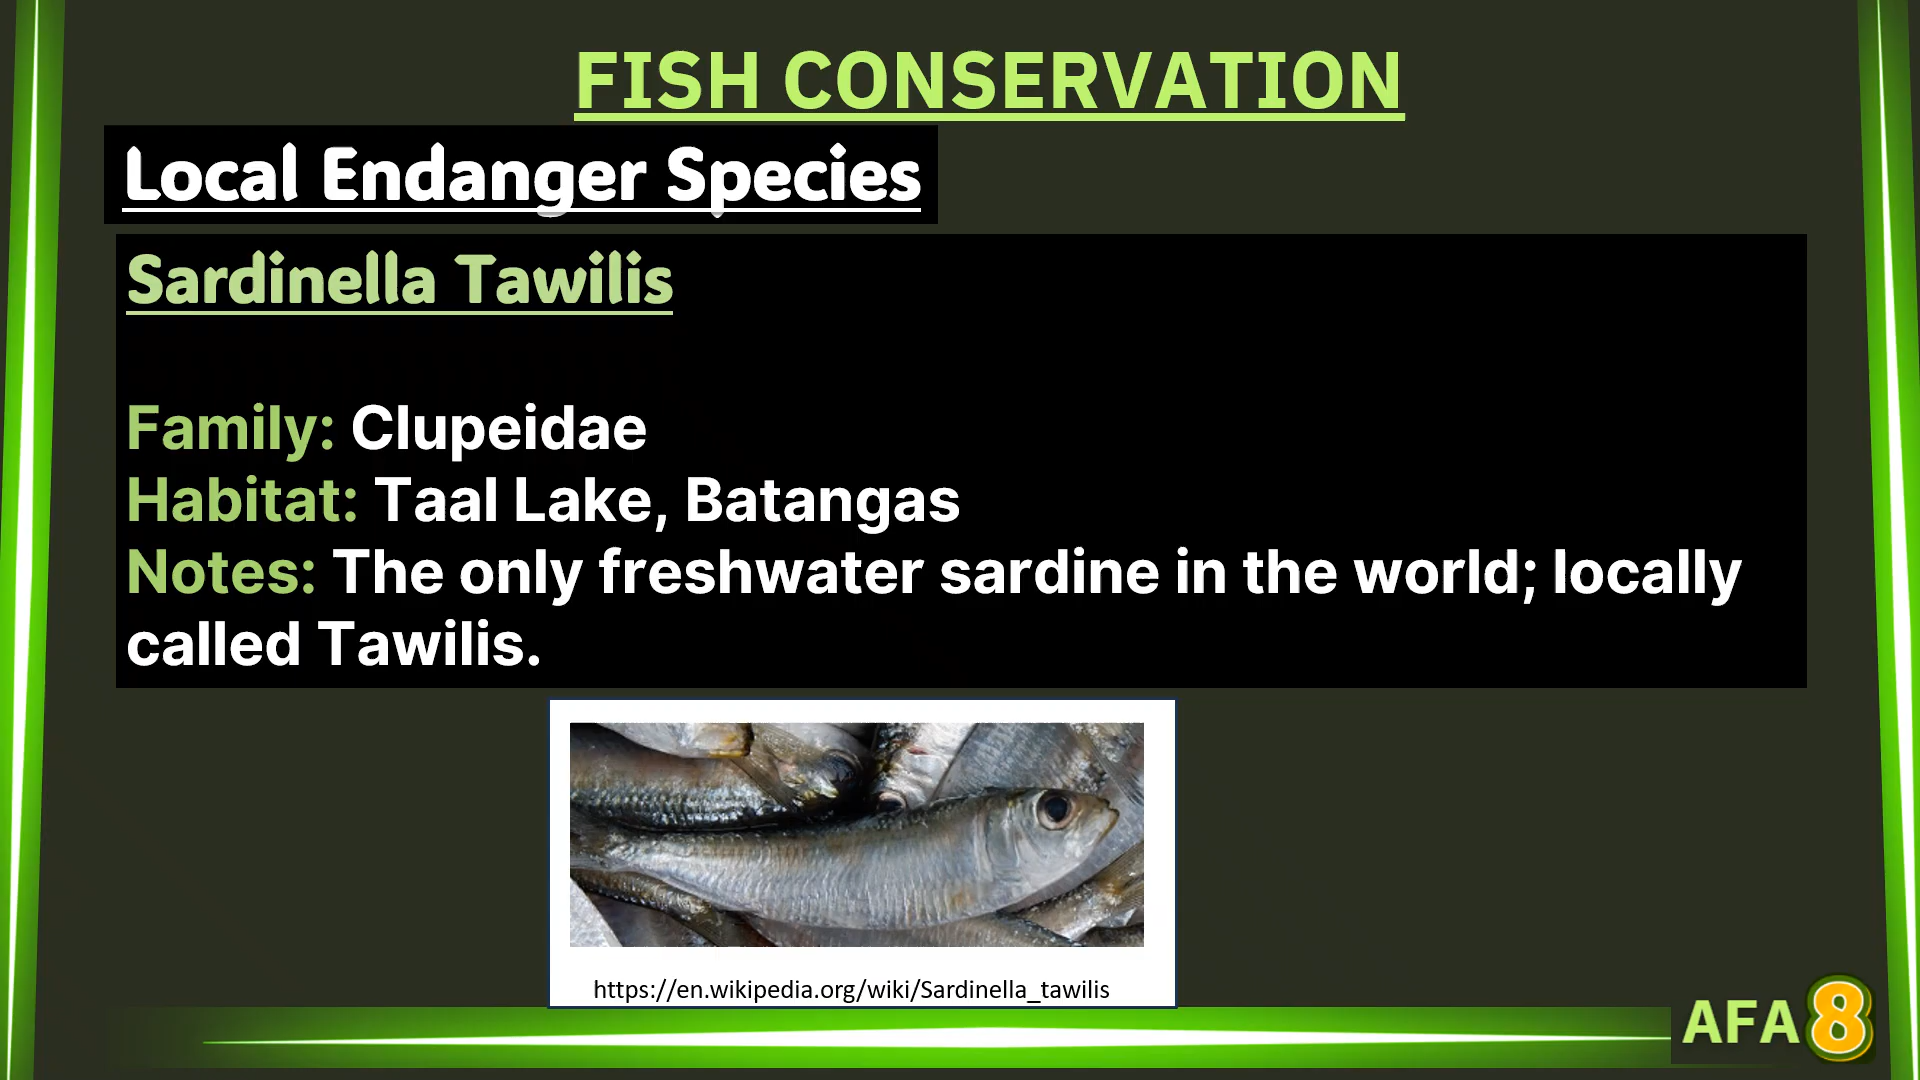 FISH CONSERVATION
Local Endanger Species
Sardinella Tawilis
Family: Clupeidae
Habitat: Taal Lake, Batangas
Notes: The only freshwater sardine in the world; locally
called Tawilis.
https://en.wikipedia.org/wiki/Sardinella_tawilis
AFA 8